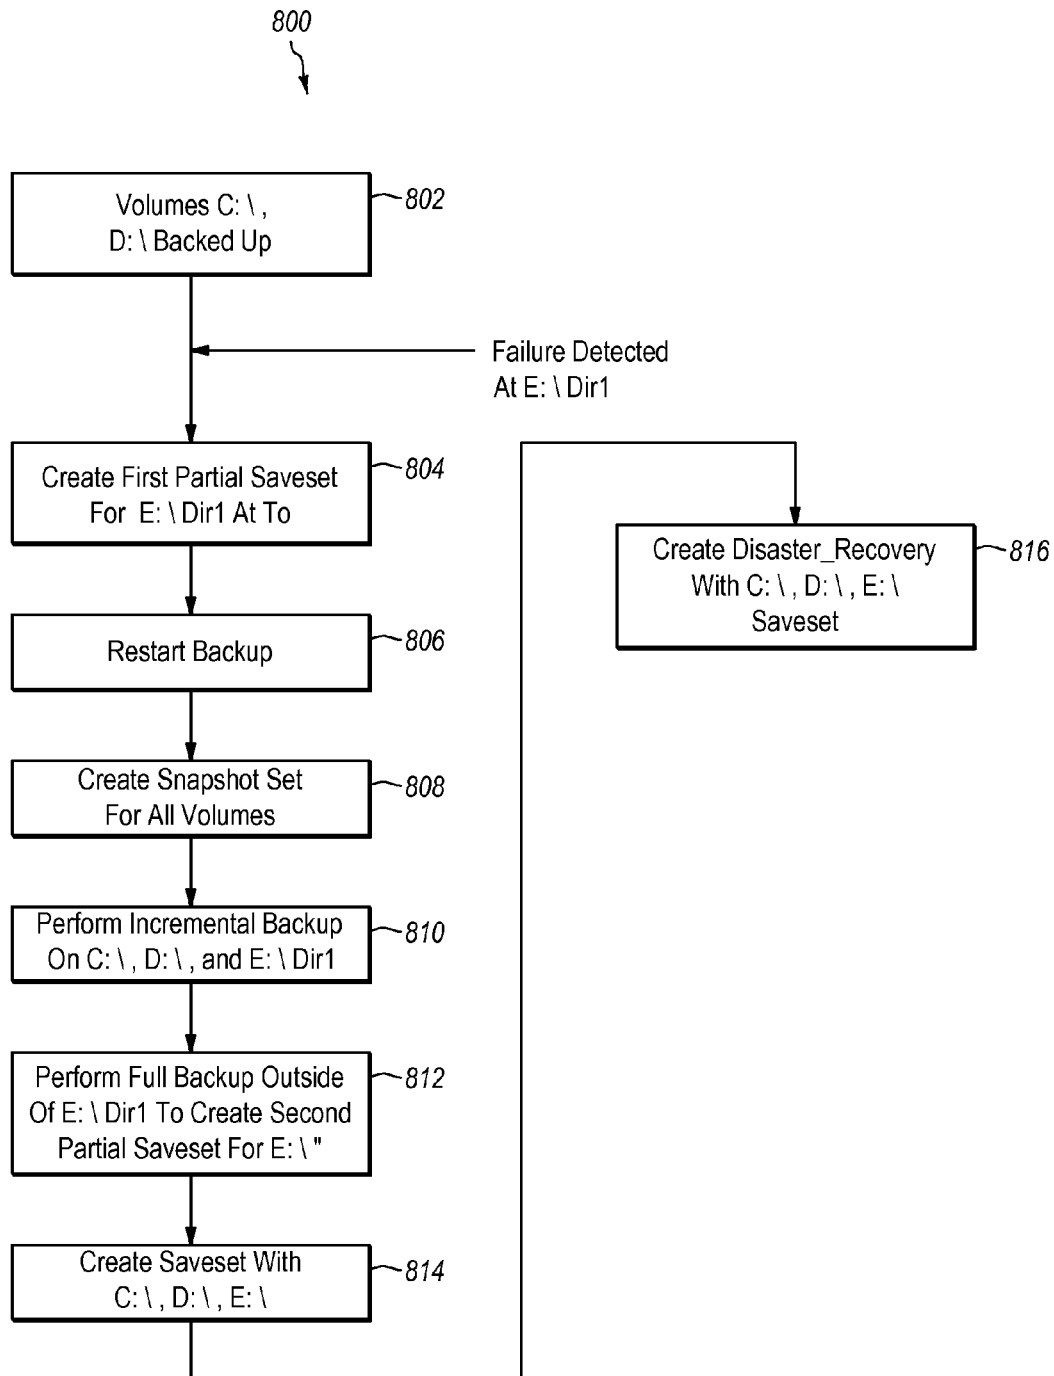 800
Volumes C: \ ,
D: \ Backed Up
802
Failure Detected
At E: \ Dir1
Create First Partial Saveset
For E: \ Dir1 At To
804
Restart Backup
806
Create Snapshot Set
For All Volumes
808
Perform Incremental Backup
On C: \ , D: \ , and E: \ Dir1
810
Perform Full Backup Outside
Of E: \ Dir1 To Create Second
Partial Saveset For E: \ "
812
Create Saveset With
C: \ , D: \ , E: \
814
Create Disaster_Recovery
With C: \ , D: \ , E: \
Saveset
816